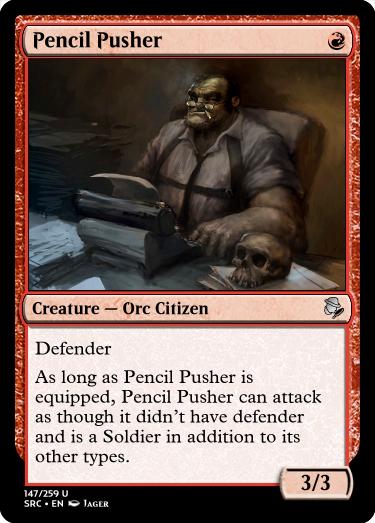 Pencil Pusher
Creature — Orc Citizen
Defender
As long as Pencil Pusher is
equipped, Pencil Pusher can attack
as though it didn't have defender
and is a Soldier in addition to its
other types.
3/3
147/259 U
SRC • EN JAGER